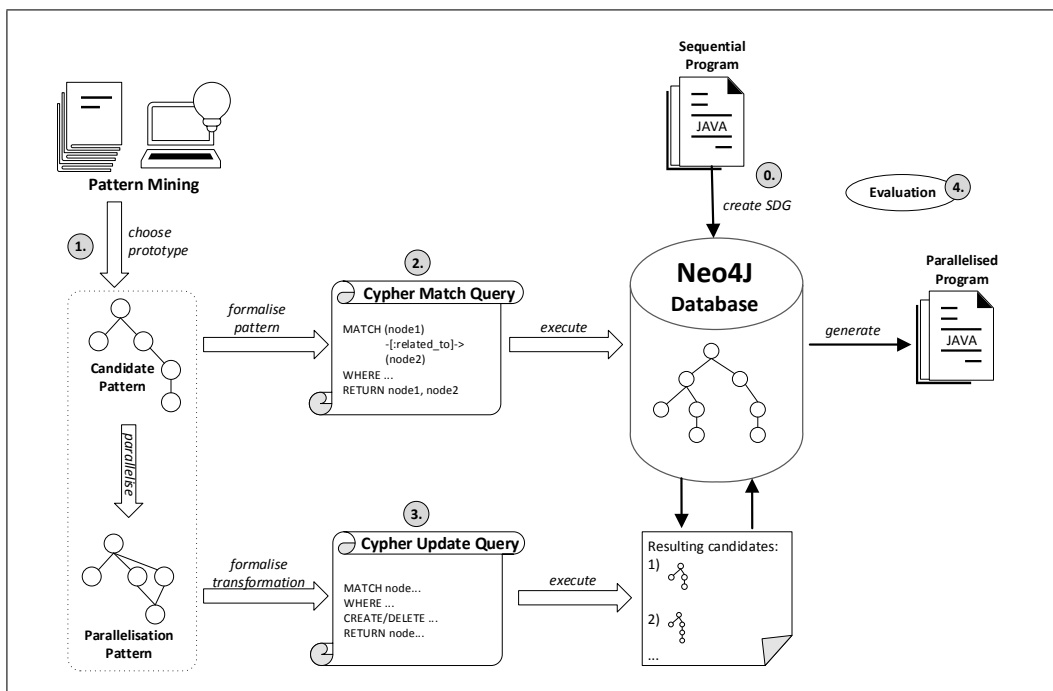 Sequential
Program
JAVA
Pattern Mining
0.
create SDG
Evaluation
4.
1.
choose
prototype
2.
Cypher Match Query
MATCH (node1)
-[:related_to]->
(node2)
WHERE ...
RETURN node1, node2
formalise
pattern
execute
Neo4J
Database
generate
Parallelised
Program
JAVA
Candidate
Pattern
parallelise
3.
Cypher Update Query
MATCH node...
WHERE ...
CREATE/DELETE ...
RETURN node...
formalise
transformation
execute
Resulting candidates:
1)
2)
...
Parallelisation
Pattern